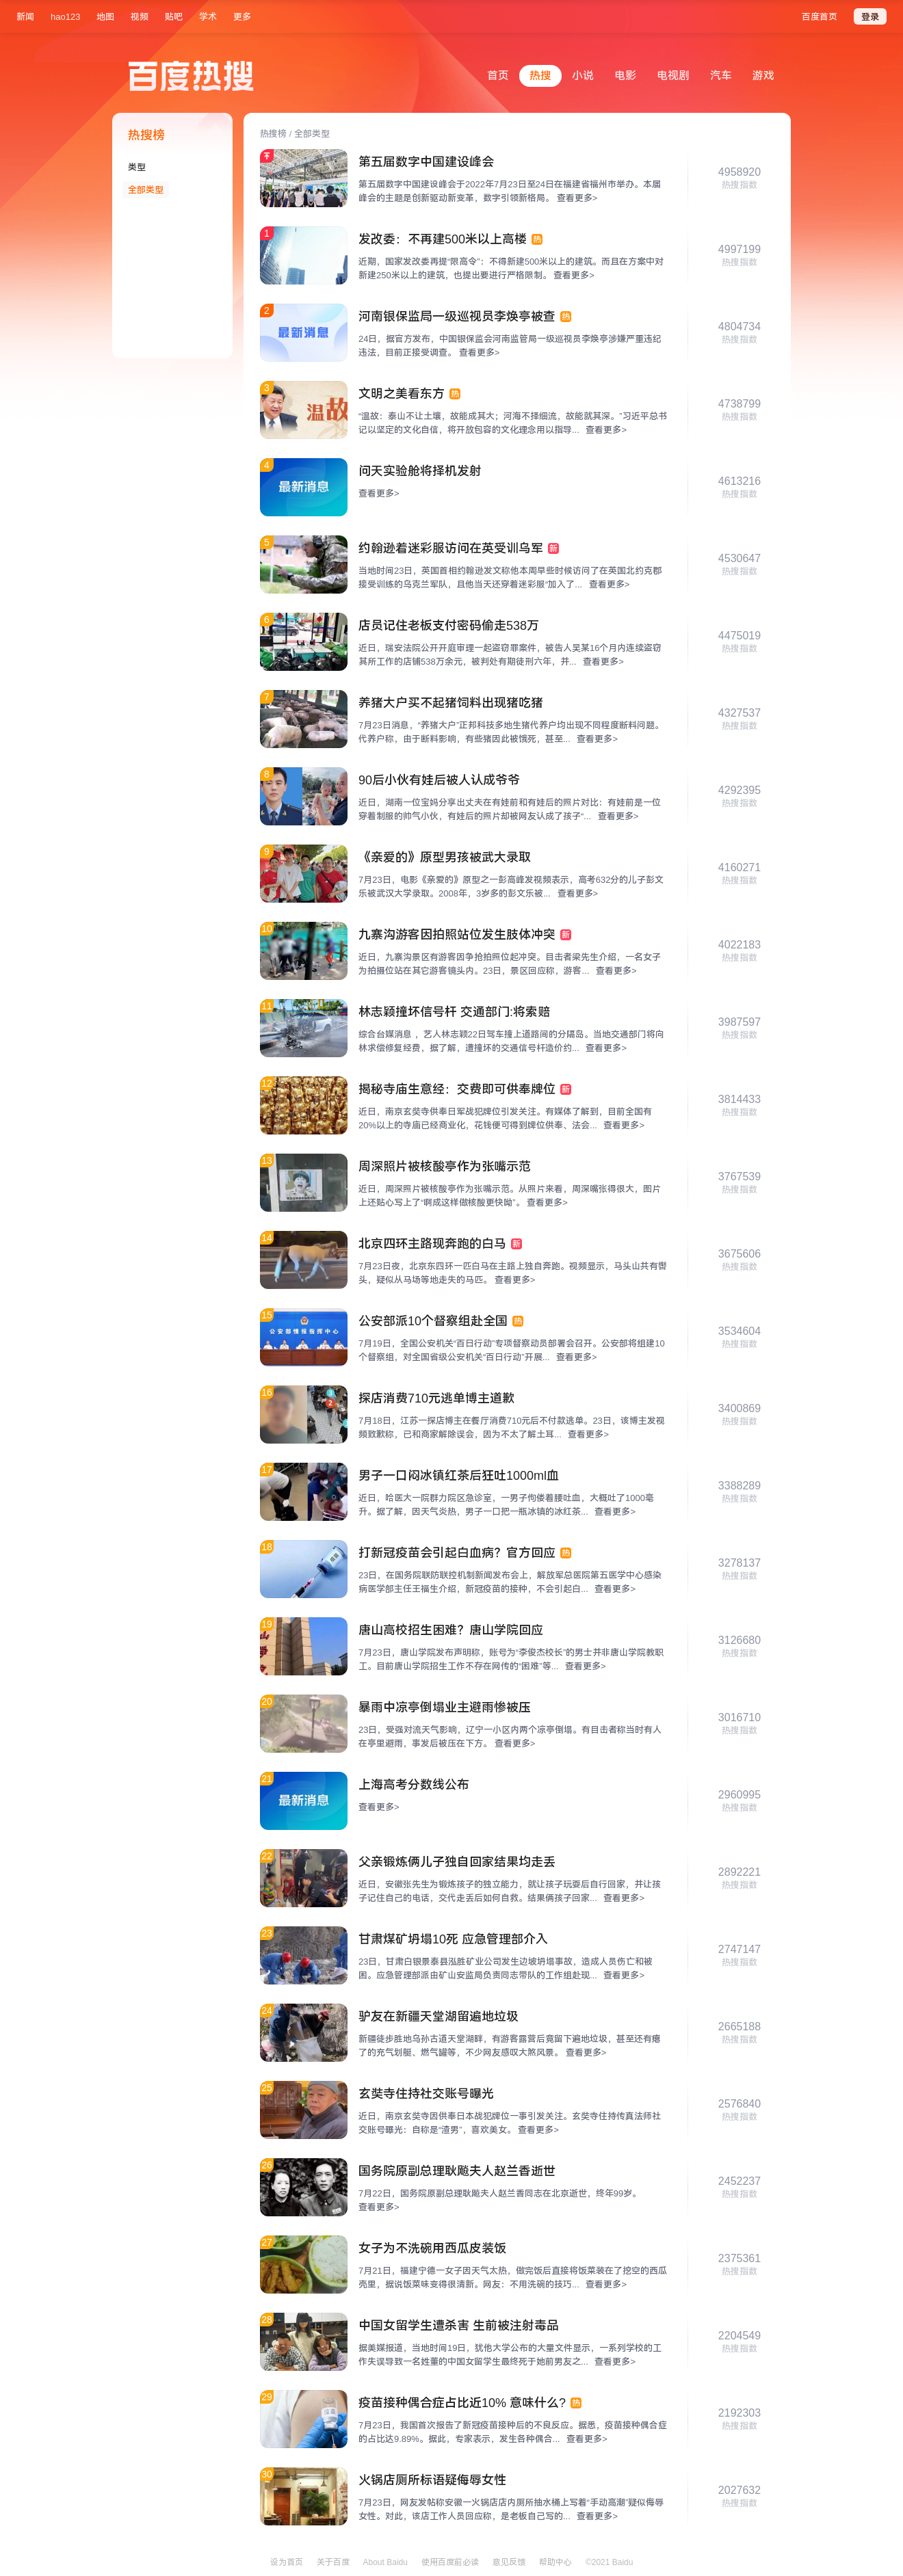 新闻 hao123 地图 视频 贴吧 学术 更多 百度首页 登录
百度热搜
首页 热搜 小说 电影 电视剧 汽车 游戏
热搜榜
类型
全部类型
热搜榜 / 全部类型
第五届数字中国建设峰会
第五届数字中国建设峰会于2022年7月23日至24日在福建省福州市举办。本届
峰会的主题是创新驱动新变革，数字引领新格局。 查看更多>
4958920
热搜指数
1
发改委：不再建500米以上高楼 热
近期，国家发改委再提“限高令”：不得新建500米以上的建筑。而且在方案中对
新建250米以上的建筑，也提出要进行严格限制。 查看更多>
4997199
热搜指数
2
最新消息
河南银保监局一级巡视员李焕亭被查 热
24日，据官方发布，中国银保监会河南监管局一级巡视员李焕亭涉嫌严重违纪
违法，目前正接受调查。 查看更多>
4804734
热搜指数
3
温故
文明之美看东方 热
“温故：泰山不让土壤，故能成其大；河海不择细流，故能就其深。”习近平总书
记以坚定的文化自信，将开放包容的文化理念用以指导... 查看更多>
4738799
热搜指数
4
最新消息
问天实验舱将择机发射
查看更多>
4613216
热搜指数
5
约翰逊着迷彩服访问在英受训乌军 新
当地时间23日，英国首相约翰逊发文称他本周早些时候访问了在英国北约克郡
接受训练的乌克兰军队，且他当天还穿着迷彩服“加入了... 查看更多>
4530647
热搜指数
6
店员记住老板支付密码偷走538万
近日，瑞安法院公开开庭审理一起盗窃罪案件，被告人吴某16个月内连续盗窃
其所工作的店铺538万余元，被判处有期徒刑六年，并... 查看更多>
4475019
热搜指数
7
养猪大户买不起猪饲料出现猪吃猪
7月23日消息，“养猪大户”正邦科技多地生猪代养户均出现不同程度断料问题。
代养户称，由于断料影响，有些猪因此被饿死，甚至... 查看更多>
4327537
热搜指数
8
90后小伙有娃后被人认成爷爷
近日，湖南一位宝妈分享出丈夫在有娃前和有娃后的照片对比：有娃前是一位
穿着制服的帅气小伙，有娃后的照片却被网友认成了孩子“... 查看更多>
4292395
热搜指数
9
《亲爱的》原型男孩被武大录取
7月23日，电影《亲爱的》原型之一彭高峰发视频表示，高考632分的儿子彭文
乐被武汉大学录取。2008年，3岁多的彭文乐被... 查看更多>
4160271
热搜指数
10
九寨沟游客因拍照站位发生肢体冲突 新
近日，九寨沟景区有游客因争抢拍照位起冲突。目击者梁先生介绍，一名女子
为拍摄位站在其它游客镜头内。23日，景区回应称，游客... 查看更多>
4022183
热搜指数
11
林志颖撞坏信号杆 交通部门:将索赔
综合台媒消息 ，艺人林志颖22日驾车撞上道路间的分隔岛。当地交通部门将向
林求偿修复经费，据了解，遭撞坏的交通信号杆造价约... 查看更多>
3987597
热搜指数
12
揭秘寺庙生意经：交费即可供奉牌位 新
近日，南京玄奘寺供奉日军战犯牌位引发关注。有媒体了解到，目前全国有
20%以上的寺庙已经商业化，花钱便可得到牌位供奉、法会... 查看更多>
3814433
热搜指数
13
周深照片被核酸亭作为张嘴示范
近日，周深照片被核酸亭作为张嘴示范。从照片来看，周深嘴张得很大，图片
上还贴心写上了“啊成这样做核酸更快呦”。 查看更多>
3767539
热搜指数
14
北京四环主路现奔跑的白马 新
7月23日夜，北京东四环一匹白马在主路上独自奔跑。视频显示，马头山共有辔
头，疑似从马场等地走失的马匹。 查看更多>
3675606
热搜指数
15
公安部情报指挥中心
公安部派10个督察组赴全国 热
7月19日，全国公安机关“百日行动”专项督察动员部署会召开。公安部将组建10
个督察组，对全国省级公安机关“百日行动”开展... 查看更多>
3534604
热搜指数
16
探店消费710元逃单博主道歉
7月18日，江苏一探店博主在餐厅消费710元后不付款逃单。23日，该博主发视
频致歉称，已和商家解除误会，因为不太了解土耳... 查看更多>
3400869
热搜指数
17
男子一口闷冰镇红茶后狂吐1000ml血
近日，哈医大一院群力院区急诊室，一男子佝偻着腰吐血，大概吐了1000毫
升。据了解，因天气炎热，男子一口把一瓶冰镇的冰红茶... 查看更多>
3388289
热搜指数
18
打新冠疫苗会引起白血病？官方回应 热
23日，在国务院联防联控机制新闻发布会上，解放军总医院第五医学中心感染
病医学部主任王福生介绍，新冠疫苗的接种，不会引起白... 查看更多>
3278137
热搜指数
19
唐山高校招生困难？唐山学院回应
7月23日，唐山学院发布声明称，账号为“李俊杰校长”的男士并非唐山学院教职
工。目前唐山学院招生工作不存在网传的“困难”等... 查看更多>
3126680
热搜指数
20
暴雨中凉亭倒塌业主避雨惨被压
23日，受强对流天气影响，辽宁一小区内两个凉亭倒塌。有目击者称当时有人
在亭里避雨，事发后被压在下方。 查看更多>
3016710
热搜指数
21
最新消息
上海高考分数线公布
查看更多>
2960995
热搜指数
22
父亲锻炼俩儿子独自回家结果均走丢
近日，安徽张先生为锻炼孩子的独立能力，就让孩子玩耍后自行回家，并让孩
子记住自己的电话，交代走丢后如何自救。结果俩孩子回家... 查看更多>
2892221
热搜指数
23
甘肃煤矿坍塌10死 应急管理部介入
23日，甘肃白银景泰县泓胜矿业公司发生边坡坍塌事故，造成人员伤亡和被
困。应急管理部派由矿山安监局负责同志带队的工作组赴现... 查看更多>
2747147
热搜指数
24
驴友在新疆天堂湖留遍地垃圾
新疆徒步胜地乌孙古道天堂湖畔，有游客露营后竟留下遍地垃圾，甚至还有瘪
了的充气划艇、燃气罐等，不少网友感叹大煞风景。 查看更多>
2665188
热搜指数
25
玄奘寺住持社交账号曝光
近日，南京玄奘寺因供奉日本战犯牌位一事引发关注。玄奘寺住持传真法师社
交账号曝光：自称是“渣男”，喜欢美女。 查看更多>
2576840
热搜指数
26
国务院原副总理耿飚夫人赵兰香逝世
7月22日，国务院原副总理耿飚夫人赵兰香同志在北京逝世，终年99岁。
查看更多>
2452237
热搜指数
27
女子为不洗碗用西瓜皮装饭
7月21日，福建宁德一女子因天气太热，做完饭后直接将饭菜装在了挖空的西瓜
壳里，据说饭菜味变得很清新。网友：不用洗碗的技巧... 查看更多>
2375361
热搜指数
28
中国女留学生遭杀害 生前被注射毒品
据美媒报道，当地时间19日，犹他大学公布的大量文件显示，一系列学校的工
作失误导致一名姓董的中国女留学生最终死于她前男友之... 查看更多>
2204549
热搜指数
29
疫苗接种偶合症占比近10% 意味什么? 热
7月23日，我国首次报告了新冠疫苗接种后的不良反应。据悉，疫苗接种偶合症
的占比达9.89%。据此，专家表示，发生各种偶合... 查看更多>
2192303
热搜指数
30
火锅店厕所标语疑侮辱女性
7月23日，网友发帖称安徽一火锅店店内厕所抽水桶上写着“手动高潮”疑似侮辱
女性。对此，该店工作人员回应称，是老板自己写的... 查看更多>
2027632
热搜指数
设为首页 关于百度 About Baidu 使用百度前必读 意见反馈 帮助中心 ©2021 Baidu